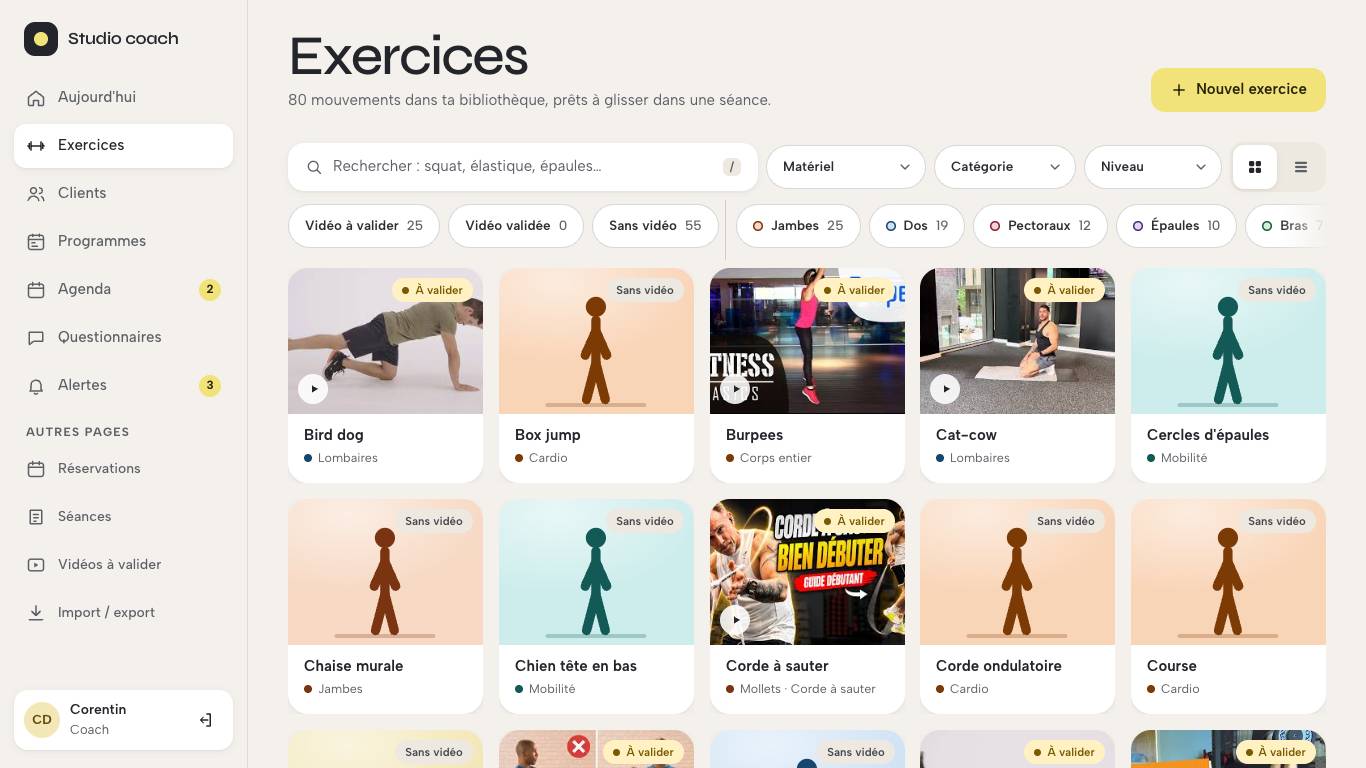 Studio coach
Aujourd'hui
Exercices
Clients
Programmes
Agenda 2
Questionnaires
Alertes 3
AUTRES PAGES
Réservations
Séances
Vidéos à valider
Import / export
CD
Corentin
Coach
Exercices
80 mouvements dans ta bibliothèque, prêts à glisser dans une séance.
+ Nouvel exercice
Rechercher : squat, élastique, épaules… /
Matériel
Catégorie
Niveau
Vidéo à valider 25
Vidéo validée 0
Sans vidéo 55
Jambes 25
Dos 19
Pectoraux 12
Épaules 10
Bras 7
À valider
Bird dog
Lombaires
Sans vidéo
Box jump
Cardio
À valider
TNESS
Burpees
Corps entier
À valider
Cat-cow
Lombaires
Sans vidéo
Cercles d'épaules
Mobilité
Sans vidéo
Chaise murale
Jambes
Sans vidéo
Chien tête en bas
Mobilité
À valider
CORDE
BIEN DÉBUTER
GUIDE DÉBUTANT
Corde à sauter
Mollets · Corde à sauter
Sans vidéo
Corde ondulatoire
Cardio
Sans vidéo
Course
Cardio
Sans vidéo
À valider
Sans vidéo
À valider
À valider